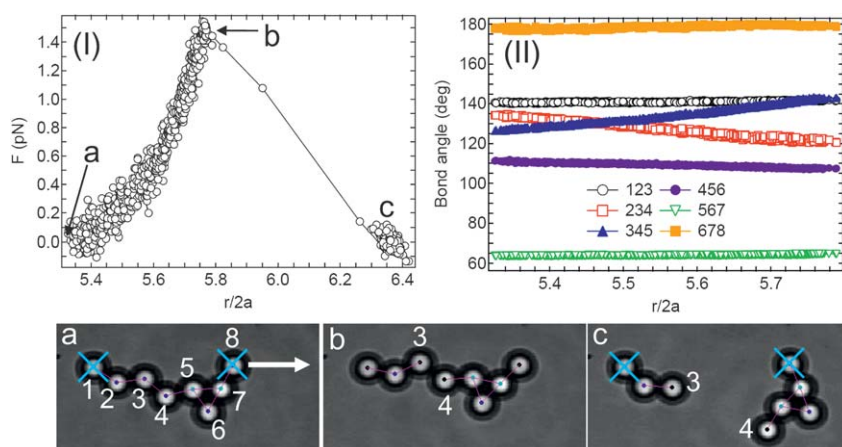 (I)
F (pN)
1.4
1.2
1.0
0.8
0.6
0.4
0.2
0.0
a
b
c
5.4 5.6 5.8 6.0 6.2 6.4
r/2a
(II)
Bond angle (deg)
180
160
140
120
100
80
60
123 456
234 567
345 678
5.4 5.5 5.6 5.7
r/2a
a
8
5
1 2 3 4 7
6
b
3
4
c
3
4